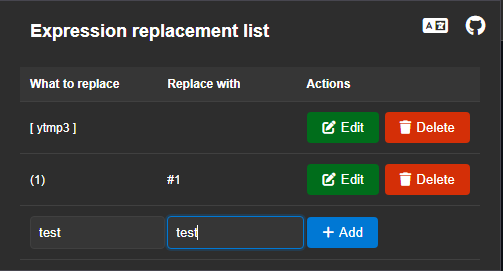 Expression replacement list
What to replace Replace with Actions
[ ytmp3 ] Edit Delete
(1) #1 Edit Delete
test test Add